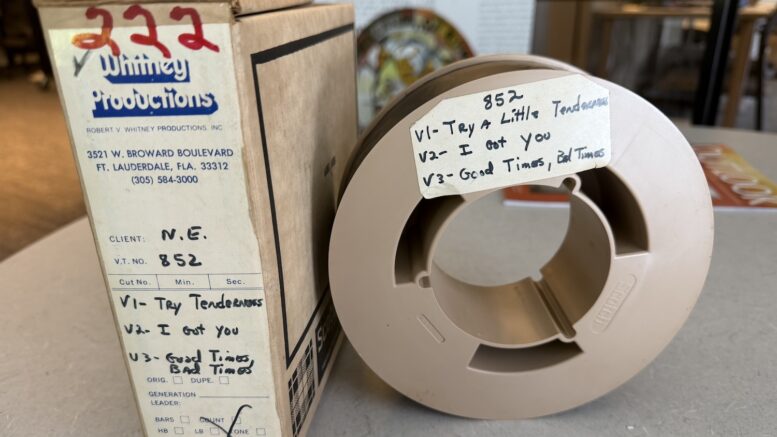 222
Whitney
Productions
ROBERT V. WHITNEY PRODUCTIONS INC.
3521 W. BROWARD BOULEVARD
FT. LAUDERDALE, FLA. 33312
(305) 584-3000
CLIENT: N.E.
V.T. NO. 852
Cut No. Min. Sec.
V1- Try Tenderness
V2- I Got You
V3- Good Times,
Bad Times
ORIG. DUPE.
GENERATION
LEADER:
BARS COUNT
HB LB TONE
852
V1- Try A Little Tenderness
V2- I Got You
V3- Good Times, Bad Times